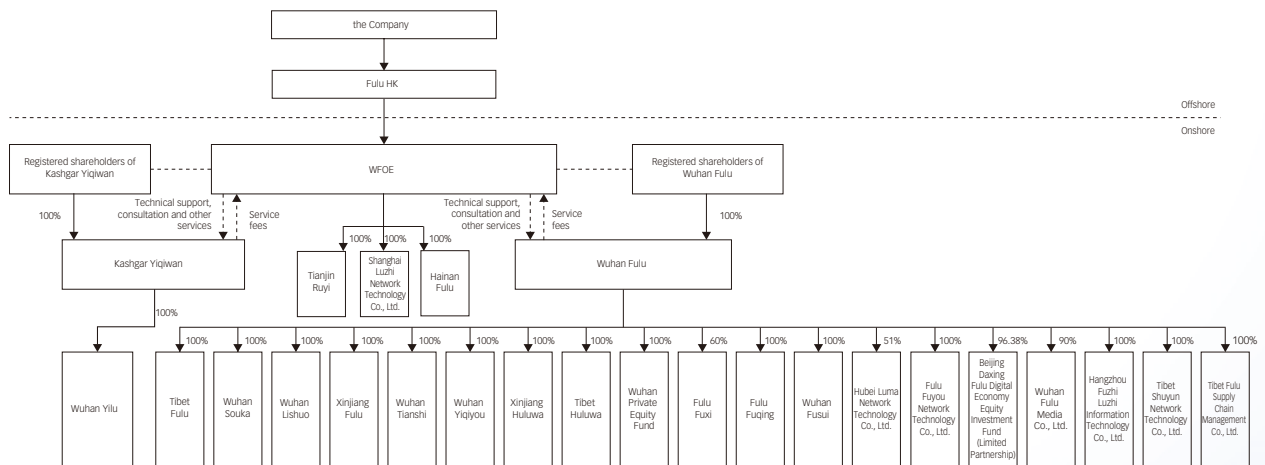 the Company
Fulu HK
Offshore
Onshore
Registered shareholders of
Kashgar Yiqiwan
WFOE
Registered shareholders of
Wuhan Fulu
100%
Technical support,
consultation and other
services
Service
fees
Technical support,
consultation and
other services
Service
fees
100%
Kashgar Yiqiwan
100%
100%
100%
Tianjin
Ruyi
Shanghai
Luzhi
Network
Technology
Co., Ltd.
Hainan
Fulu
Wuhan Fulu
100%
100%
100%
100%
100%
100%
100%
100%
100%
100%
60%
100%
100%
51%
100%
96.38%
90%
100%
100%
100%
Wuhan Yilu
Tibet
Fulu
Wuhan
Souka
Wuhan
Lishuo
Xinjiang
Fulu
Wuhan
Tianshi
Wuhan
Yiqiyou
Xinjiang
Huluwa
Tibet
Huluwa
Wuhan
Private
Equity
Fund
Fulu
Fuxi
Fulu
Fuqing
Wuhan
Fusui
Hubei Luma
Network
Technology
Co., Ltd.
Fulu
Fuyou
Network
Technology
Co., Ltd.
Beijing
Daxing
Fulu Digital
Economy
Equity
Investment
Fund
(Limited
Partnership)
Wuhan
Fulu
Media
Co., Ltd.
Hangzhou
Fuzhi
Luzhi
Information
Technology
Co., Ltd.
Tibet
Shuyun
Network
Technology
Co., Ltd.
Tibet Fulu
Supply
Chain
Management
Co., Ltd.